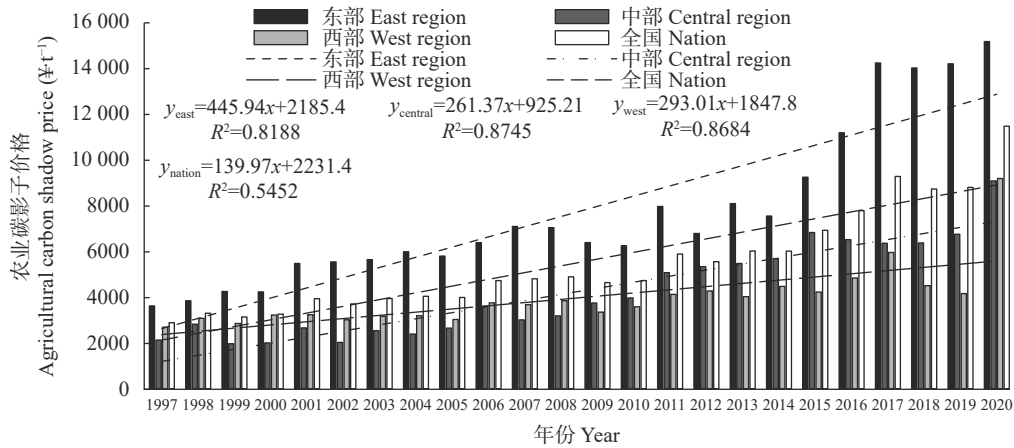 16 000
14 000
12 000
10 000
8000
6000
4000
2000
0
农业碳影子价格
Agricultural carbon shadow price (¥·t⁻¹)
东部 East region
中部 Central region
西部 West region
全国 Nation
东部 East region
中部 Central region
西部 West region
全国 Nation
y_east=445.94x+2185.4
R²=0.8188
y_central=261.37x+925.21
R²=0.8745
y_west=293.01x+1847.8
R²=0.8684
y_nation=139.97x+2231.4
R²=0.5452
1997 1998 1999 2000 2001 2002 2003 2004 2005 2006 2007 2008 2009 2010 2011 2012 2013 2014 2015 2016 2017 2018 2019 2020
年份 Year